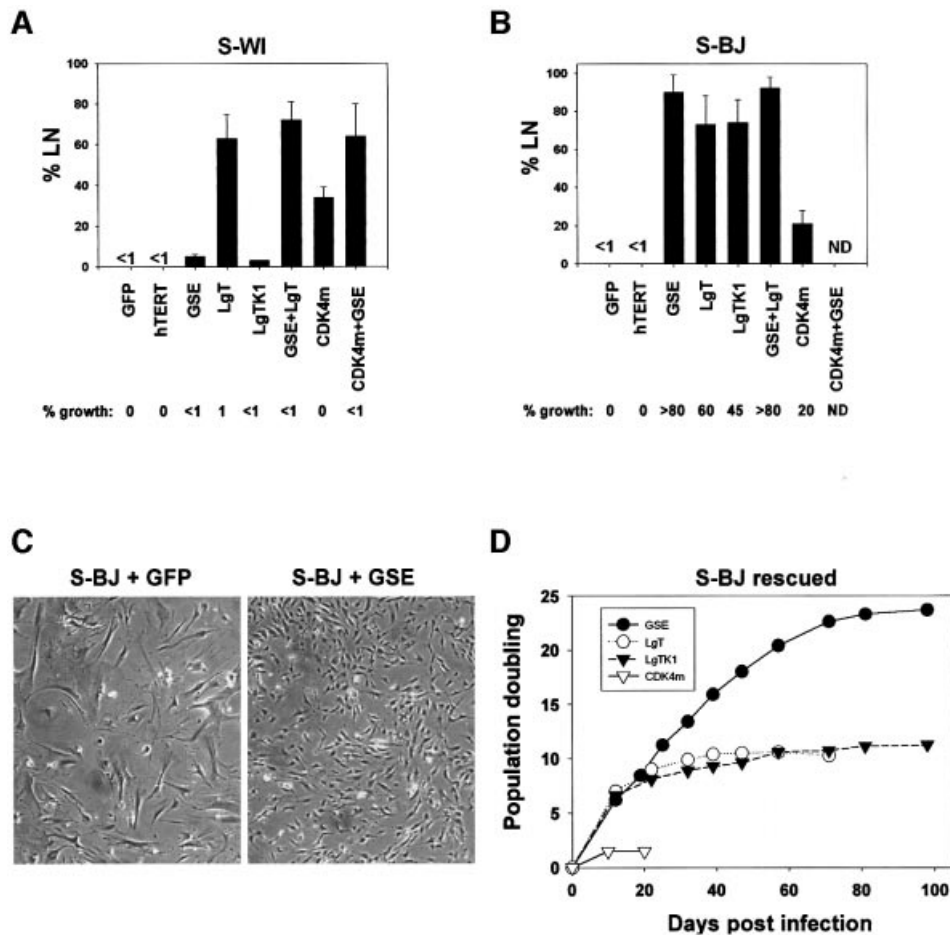 A
S-WI
100
80
60
40
20
0
% LN
<1
<1
GFP
hTERT
GSE
LgT
LgTK1
GSE+LgT
CDK4m
CDK4m+GSE
% growth: 0 0 <1 1 <1 <1 0 <1
B
S-BJ
100
80
60
40
20
0
% LN
<1
<1
ND
GFP
hTERT
GSE
LgT
LgTK1
GSE+LgT
CDK4m
CDK4m+GSE
% growth: 0 0 >80 60 45 >80 20 ND
C
S-BJ + GFP
S-BJ + GSE
D
S-BJ rescued
25
20
15
10
5
0
Population doubling
GSE
LgT
LgTK1
CDK4m
0 20 40 60 80 100
Days post infection